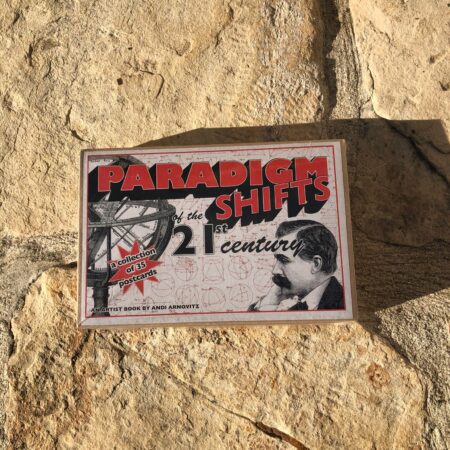 PARADIGM
SHIFTS
of the
21st century
a collection
of 35
postcards
AN ARTIST BOOK BY ANDI ARNOVITZ